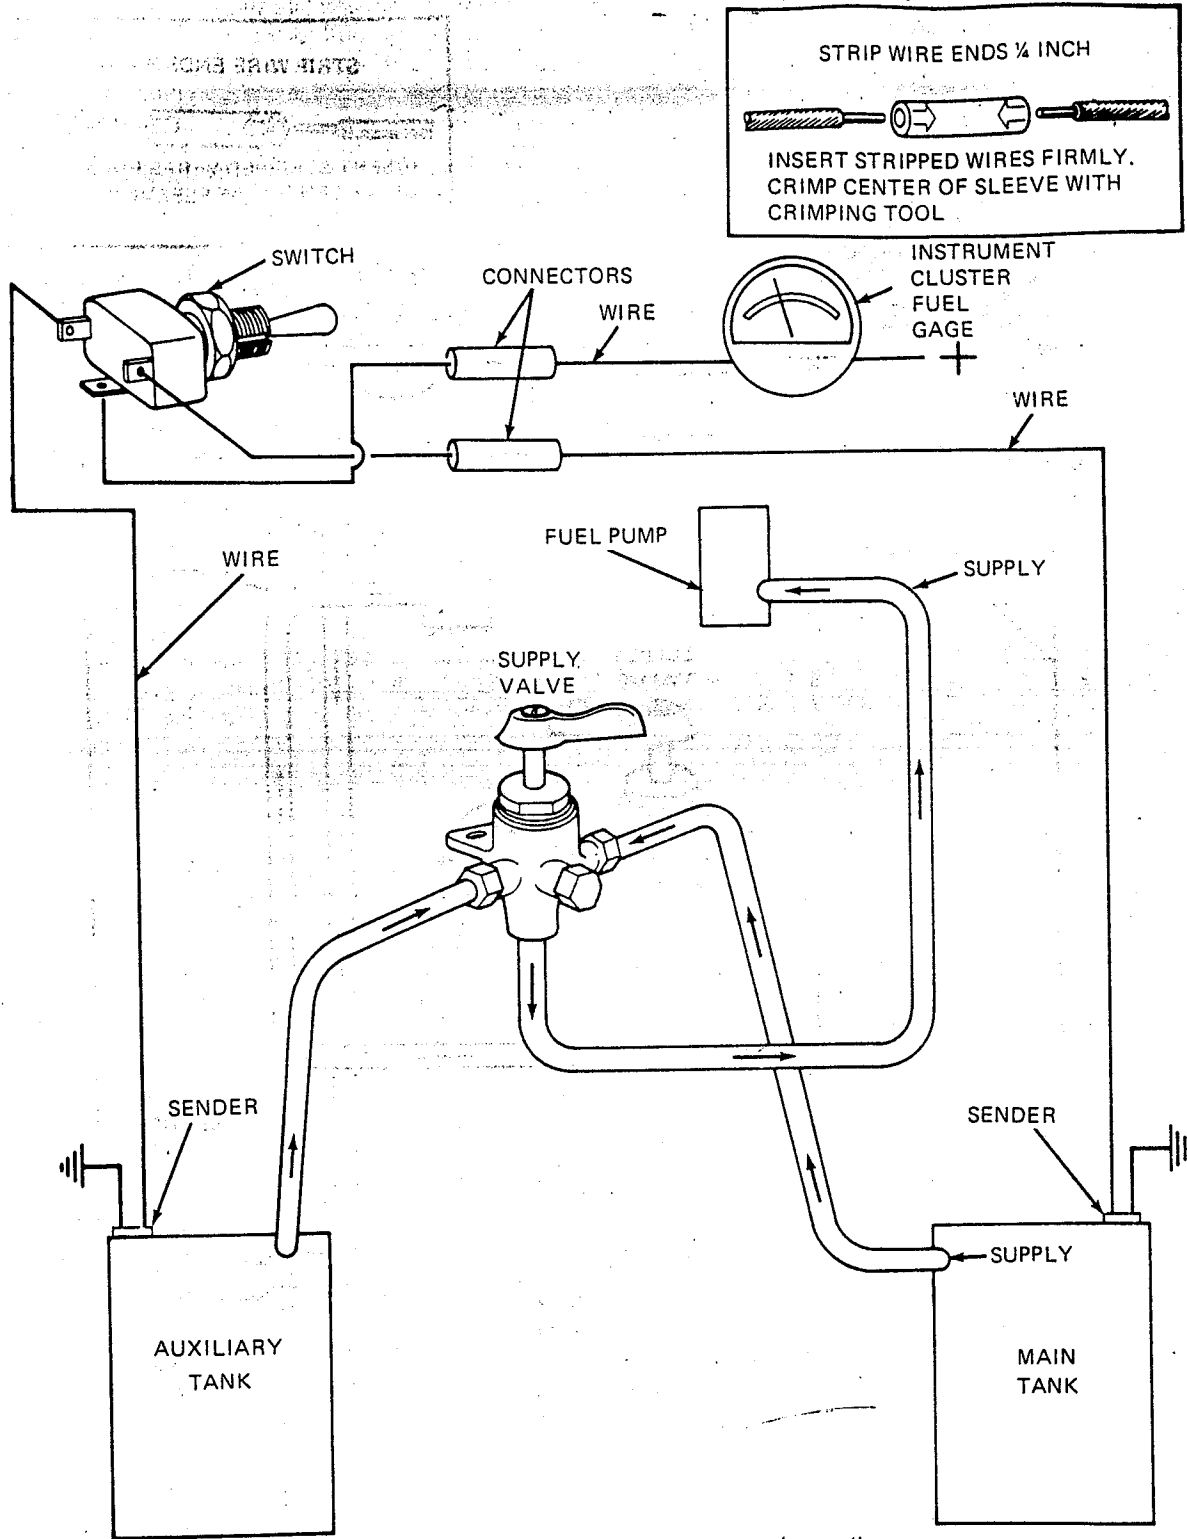 STRIP WIRE ENDS ¼ INCH
INSERT STRIPPED WIRES FIRMLY.
CRIMP CENTER OF SLEEVE WITH
CRIMPING TOOL
SWITCH
CONNECTORS
WIRE
INSTRUMENT
CLUSTER
FUEL
GAGE
+
WIRE
FUEL PUMP
SUPPLY
WIRE
SUPPLY
VALVE
SENDER
SENDER
SUPPLY
AUXILIARY
TANK
MAIN
TANK